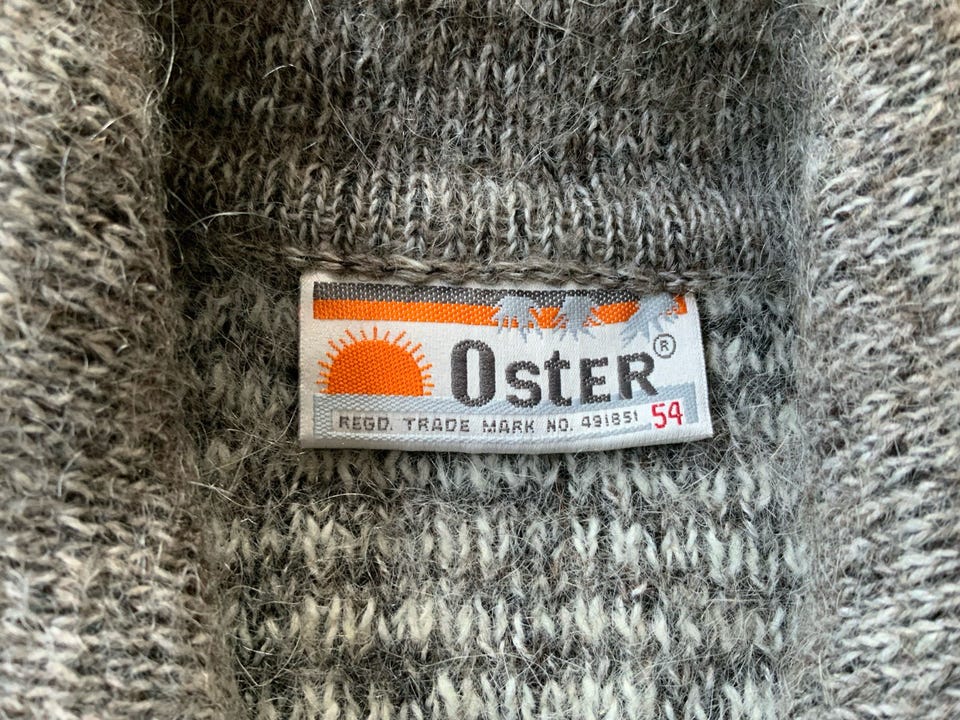 Oster ®
REGD. TRADE MARK NO. 491851 54